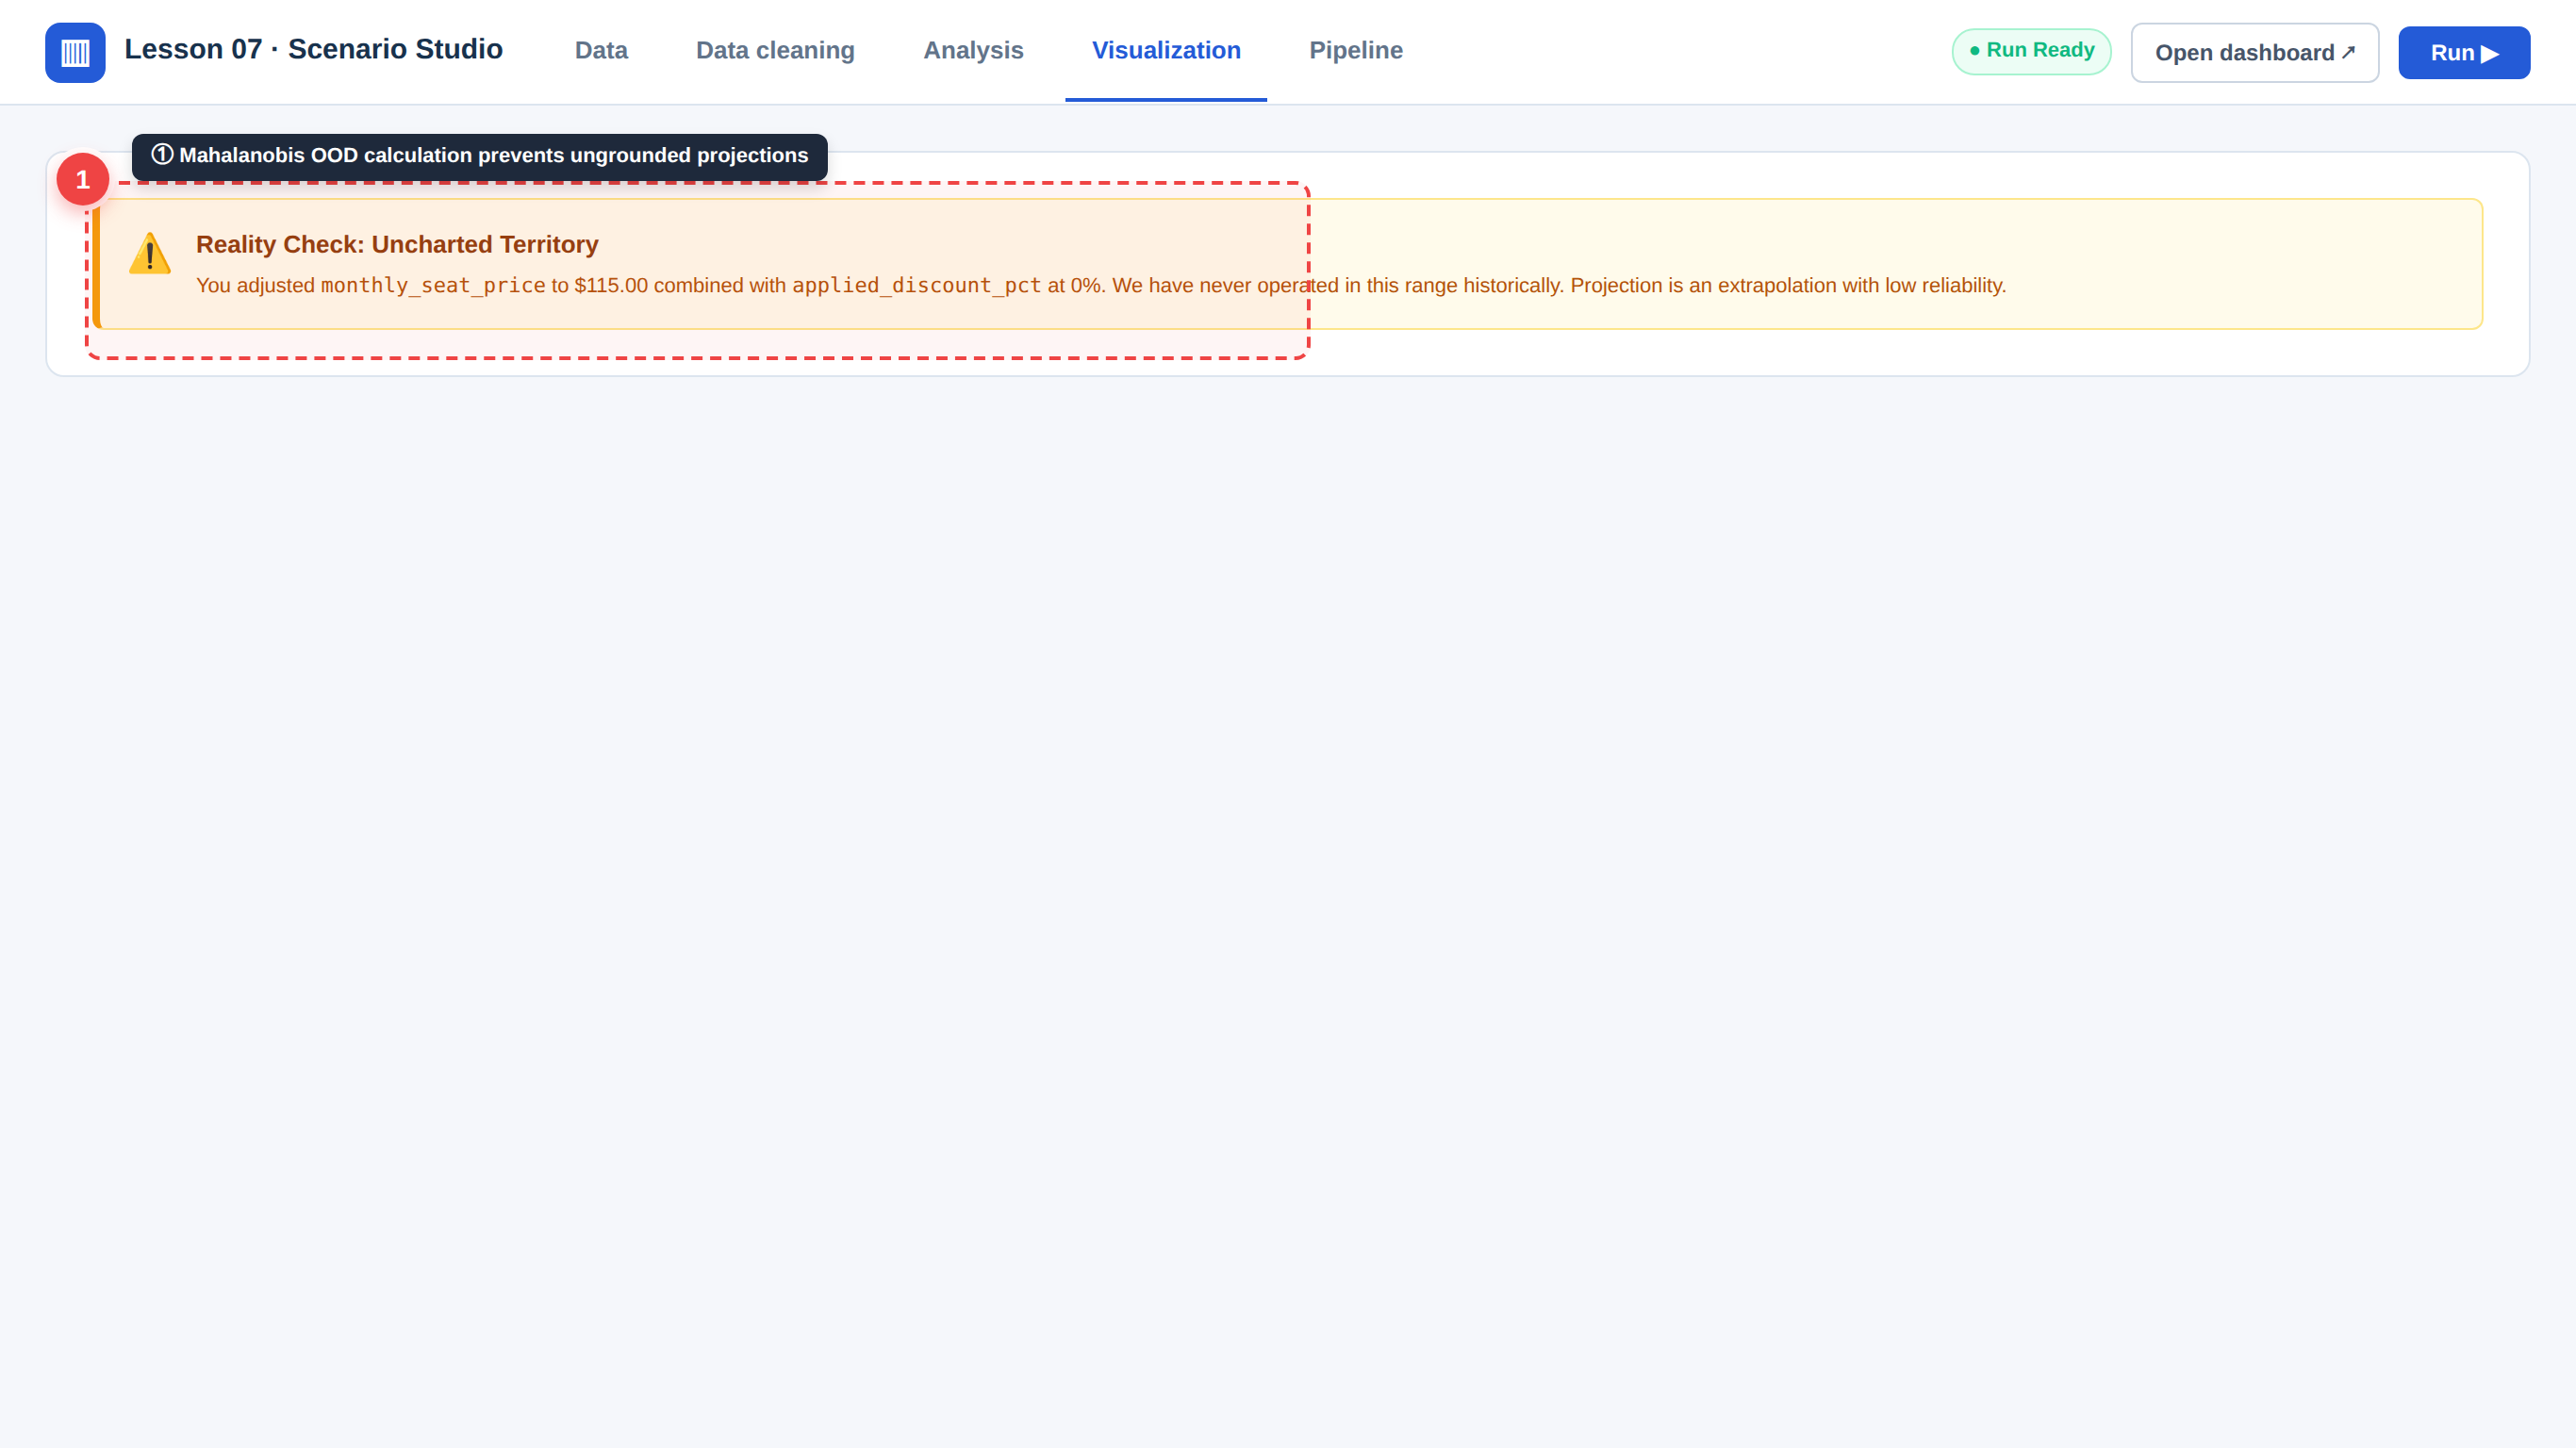 Lesson 07 · Scenario Studio
Data
Data cleaning
Analysis
Visualization
Pipeline
● Run Ready
Open dashboard ↗
Run ▶
① Mahalanobis OOD calculation prevents ungrounded projections
1
Reality Check: Uncharted Territory
You adjusted monthly_seat_price to $115.00 combined with applied_discount_pct at 0%. We have never operated in this range historically. Projection is an extrapolation with low reliability.